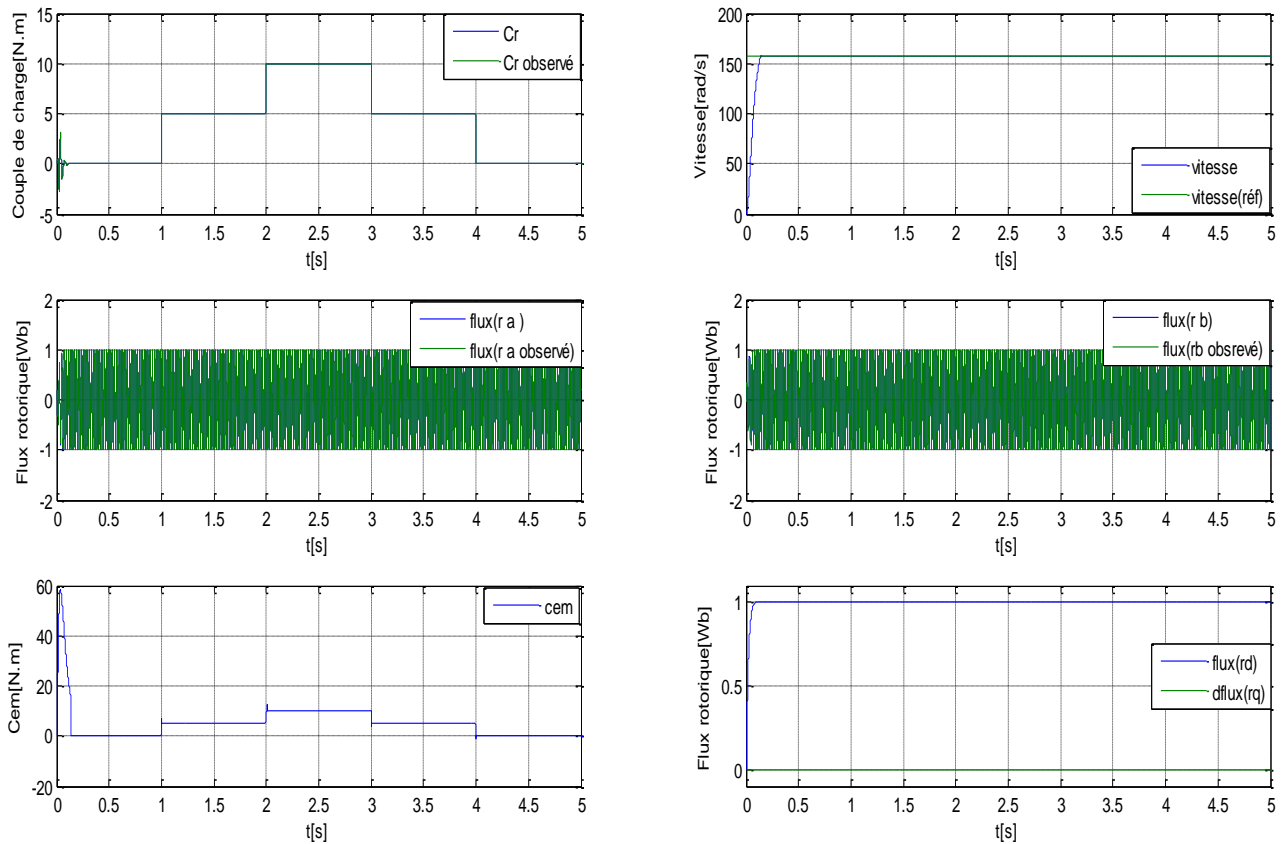 Couple de charge[N.m]
15
10
5
0
-5
0 0.5 1 1.5 2 2.5 3 3.5 4 4.5 5
t[s]
Cr
Cr observé
Vitesse[rad/s]
200
150
100
50
0
0 0.5 1 1.5 2 2.5 3 3.5 4 4.5 5
t[s]
vitesse
vitesse(réf)
Flux rotorique[Wb]
2
1
0
-1
-2
0 0.5 1 1.5 2 2.5 3 3.5 4 4.5 5
t[s]
flux(r a )
flux(r a observé)
Flux rotorique[Wb]
2
1
0
-1
-2
0 0.5 1 1.5 2 2.5 3 3.5 4 4.5 5
t[s]
flux(r b)
flux(rb obsrevé)
Cem[N.m]
60
40
20
0
-20
0 0.5 1 1.5 2 2.5 3 3.5 4 4.5 5
t[s]
cem
Flux rotorique[Wb]
1
0.5
0
0 0.5 1 1.5 2 2.5 3 3.5 4 4.5 5
t[s]
flux(rd)
dflux(rq)